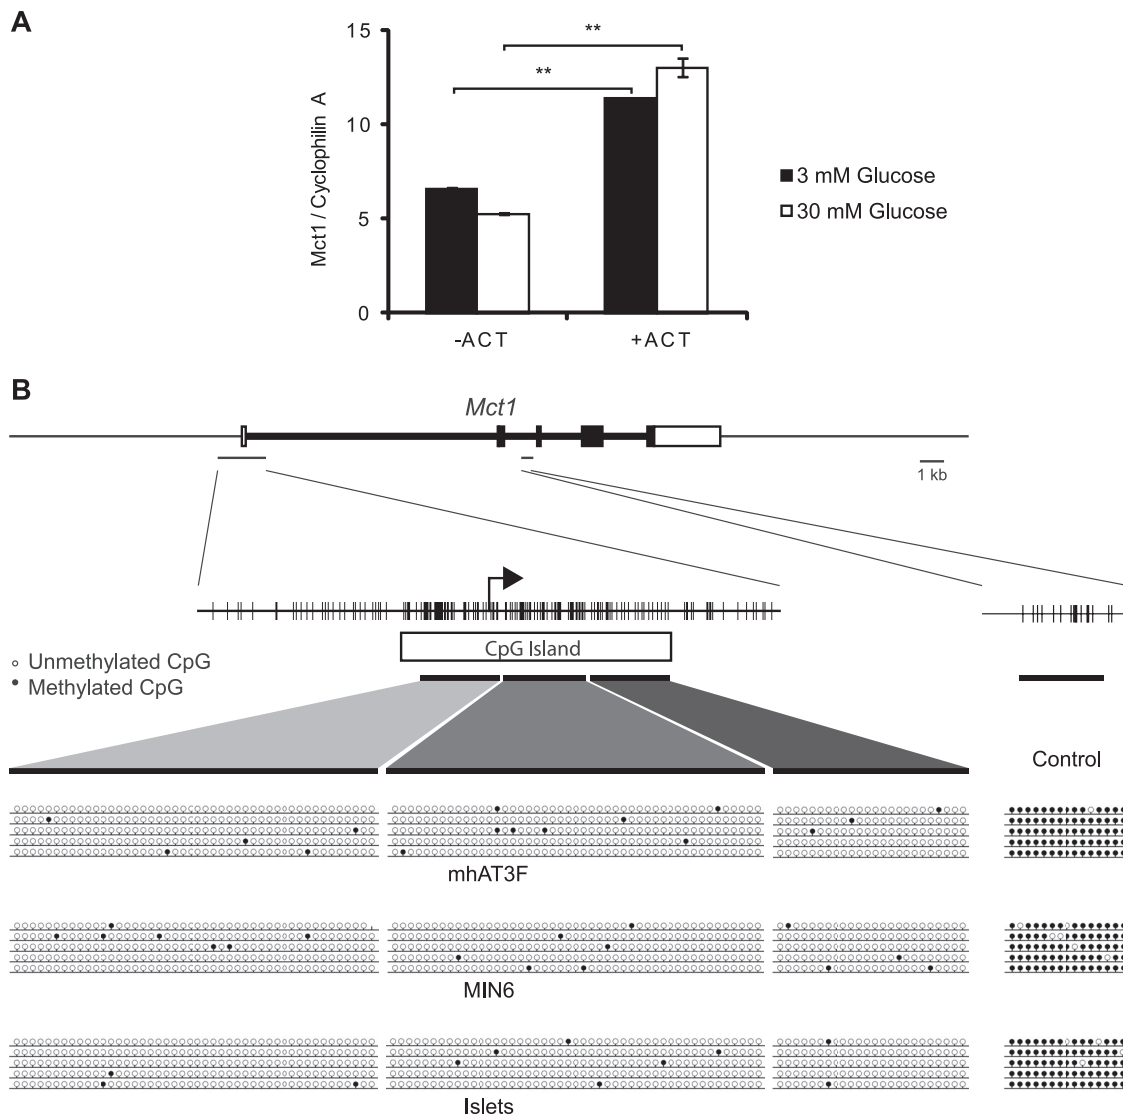 A
15
**
**
10
5
0
Mct1 / Cyclophilin A
3 mM Glucose
30 mM Glucose
-ACT
+ACT
B
Mct1
1 kb
CpG Island
Unmethylated CpG
Methylated CpG
Control
mhAT3F
MIN6
Islets